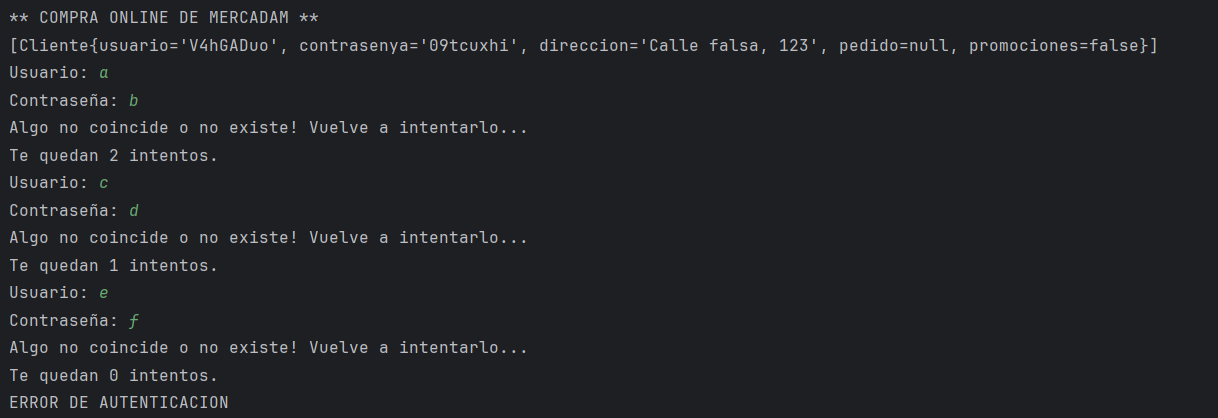 ** COMPRA ONLINE DE MERCADAM **
[Cliente{usuario='V4hGADuo', contrasenya='09tcuxhi', direccion='Calle falsa, 123', pedido=null, promociones=false}]
Usuario: a
Contraseña: b
Algo no coincide o no existe! Vuelve a intentarlo...
Te quedan 2 intentos.
Usuario: c
Contraseña: d
Algo no coincide o no existe! Vuelve a intentarlo...
Te quedan 1 intentos.
Usuario: e
Contraseña: f
Algo no coincide o no existe! Vuelve a intentarlo...
Te quedan 0 intentos.
ERROR DE AUTENTICACION